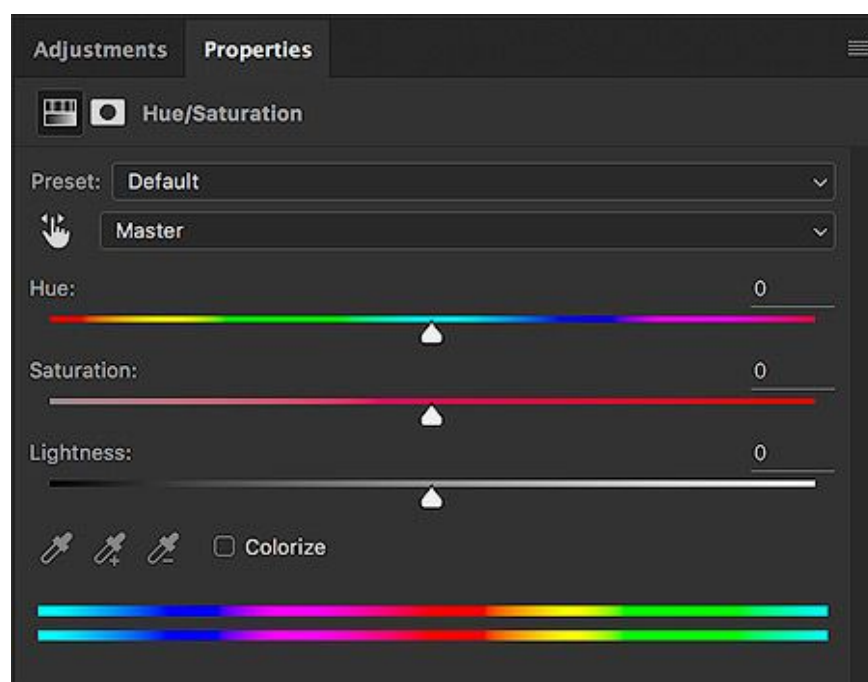 Adjustments Properties
Hue/Saturation
Preset: Default
Master
Hue: 0
Saturation: 0
Lightness: 0
Colorize